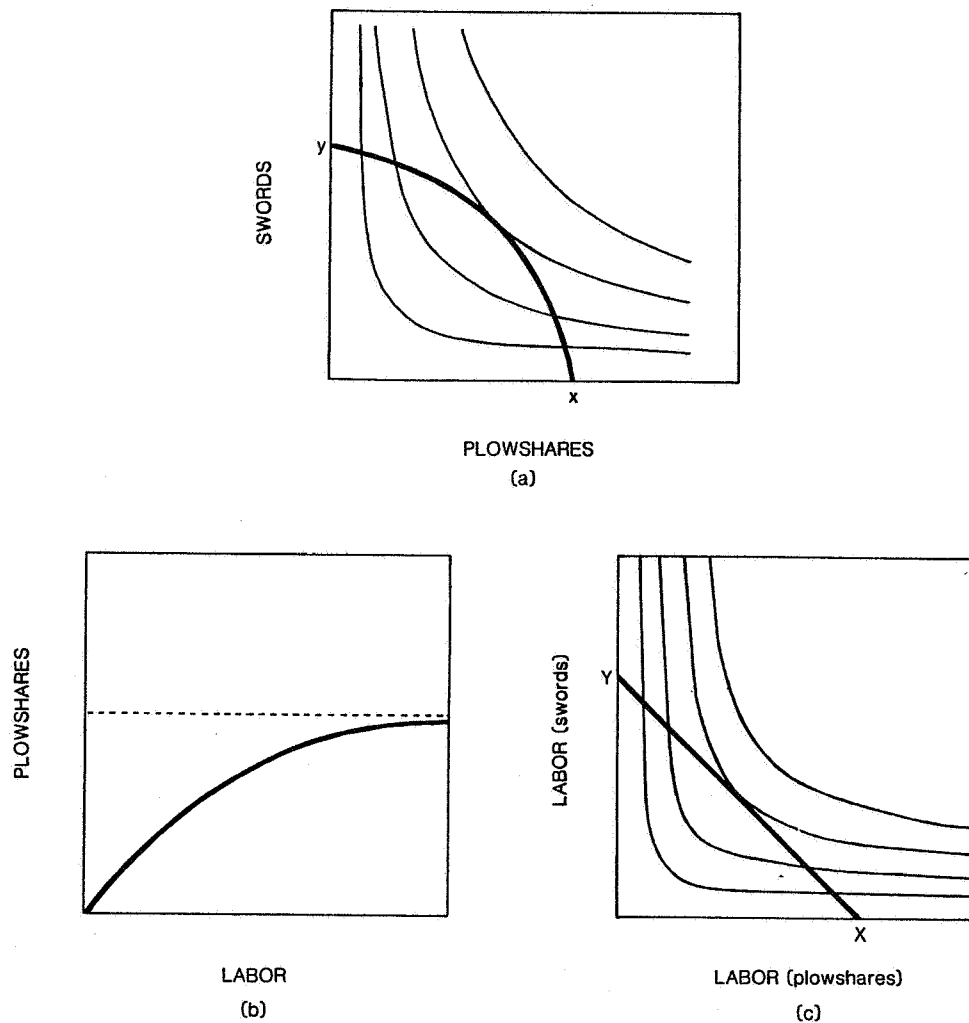 y
SWORDS
x
PLOWSHARES
(a)
PLOWSHARES
LABOR
(b)
Y
LABOR (swords)
X
LABOR (plowshares)
(c)